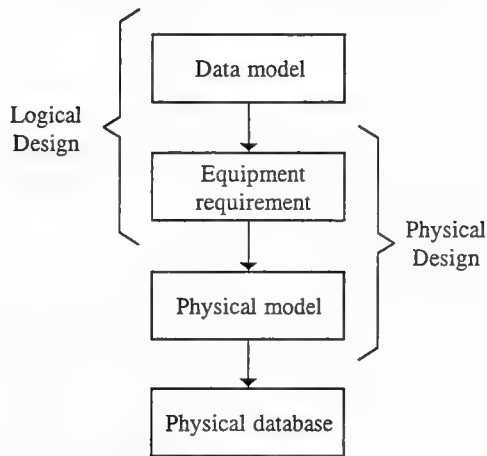 Data model
Logical
Design
Equipment
requirement
Physical
Design
Physical model
Physical database